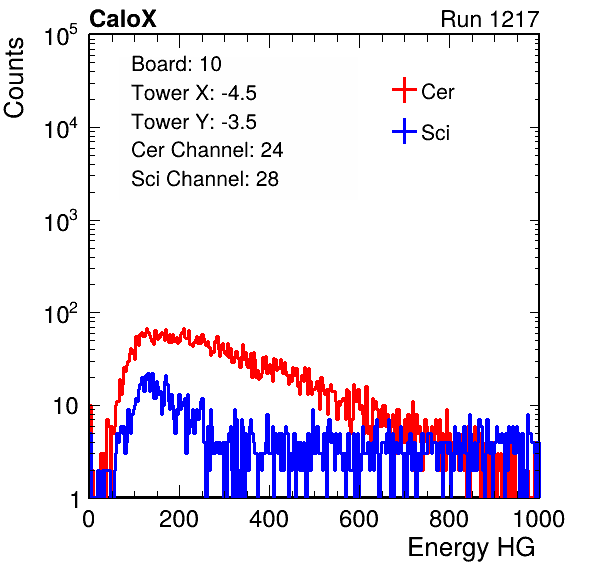 CaloX Run 1217
Counts
10^5
10^4
10^3
10^2
10
1
Board: 10
Tower X: -4.5
Tower Y: -3.5
Cer Channel: 24
Sci Channel: 28
Cer
Sci
0 200 400 600 800 1000
Energy HG